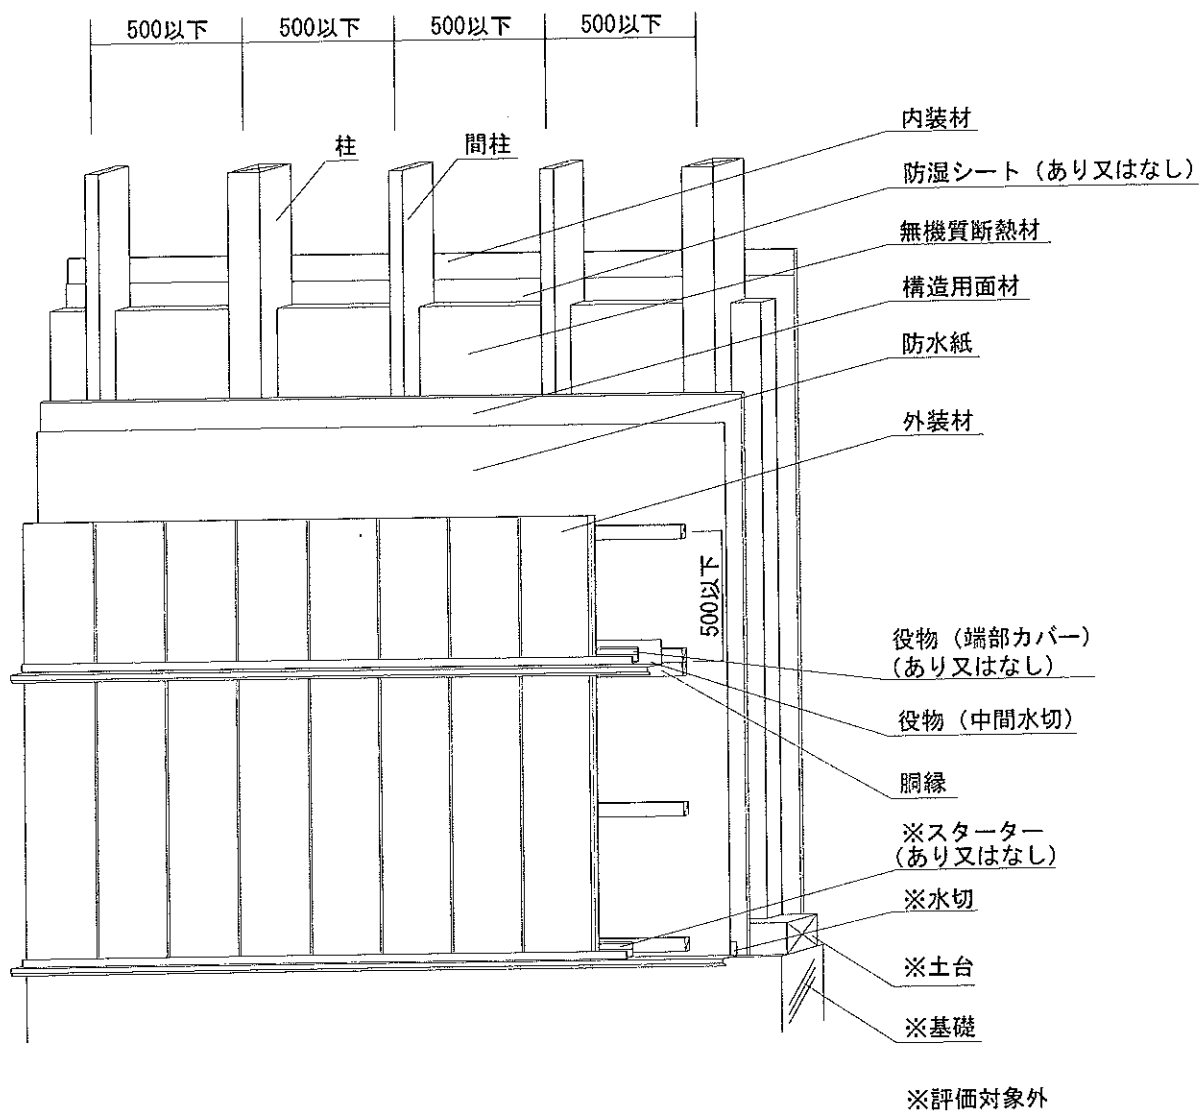 500以下
500以下
500以下
500以下
柱
間柱
内装材
防湿シート（あり又はなし）
無機質断熱材
構造用面材
防水紙
外装材
500以下
役物（端部カバー）
（あり又はなし）
役物（中間水切）
胴縁
※スターター
（あり又はなし）
※水切
※土台
※基礎
※評価対象外